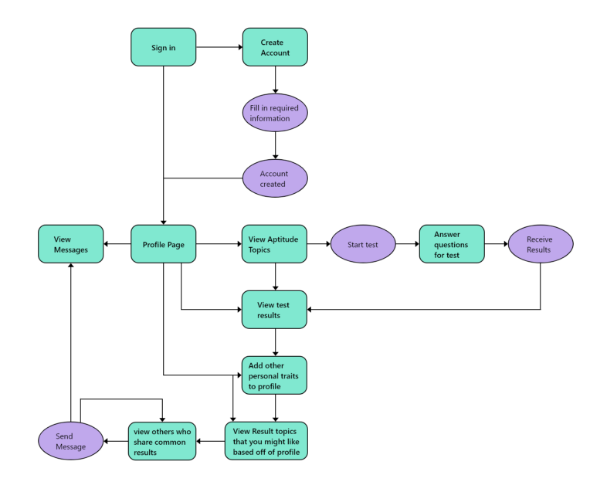 Sign in
Create
Account
Fill in required
information
Account
created
View
Messages
Profile Page
View Aptitude
Topics
Start test
Answer
questions
for test
Receive
Results
View test
results
Add other
personal traits
to profile
Send
Message
view others who
share common
results
View Result topics
that you might like
based off of profile